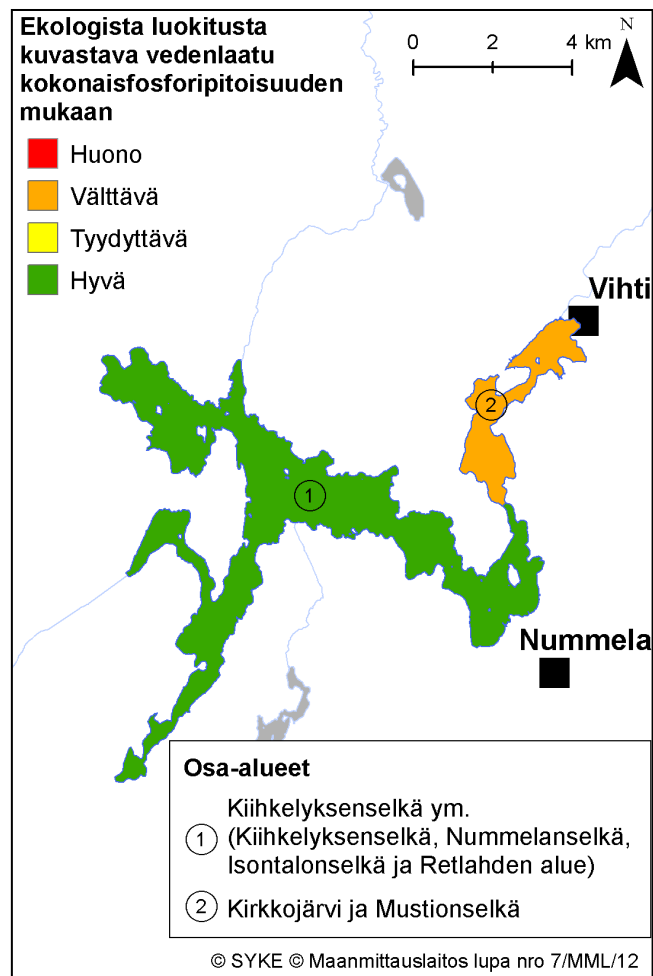 Ekologista luokitusta
kuvastava vedenlaatu
kokonaisfosforipitoisuuden
mukaan
Huono
Välttävä
Tyydyttävä
Hyvä
0 2 4 km
N
Vihti
2
1
Nummela
Osa-alueet
Kiihkelyksenselkä ym.
1 (Kiihkelyksenselkä, Nummelanselkä,
Isontalonselkä ja Retlahden alue)
2 Kirkkojärvi ja Mustionselkä
© SYKE © Maanmittauslaitos lupa nro 7/MML/12